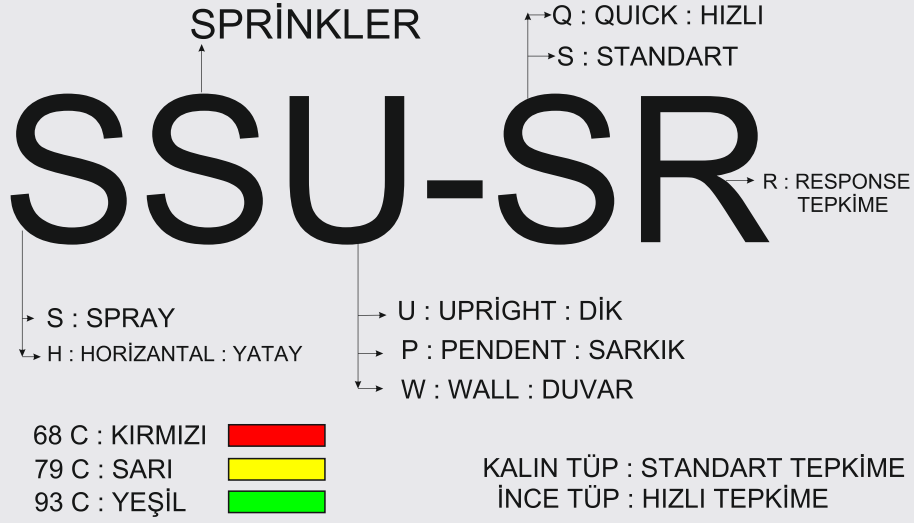 SPRİNKLER
Q : QUICK : HIZLI
S : STANDART
SSU-SR
R : RESPONSE
TEPKİME
S : SPRAY
H : HORİZANTAL : YATAY
U : UPRİGHT : DİK
P : PENDENT : SARKIK
W : WALL : DUVAR
68 C : KIRMIZI
79 C : SARI
93 C : YEŞİL
KALIN TÜP : STANDART TEPKİME
İNCE TÜP : HIZLI TEPKİME